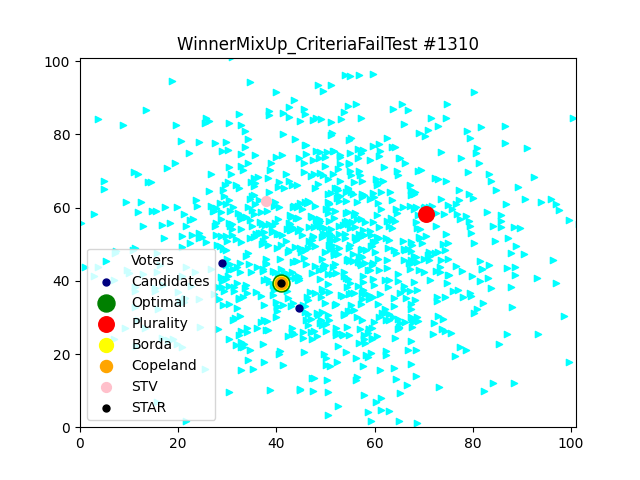 WinnerMixUp_CriteriaFailTest #1310
100
80
60
40
20
0
0 20 40 60 80 100
Voters
Candidates
Optimal
Plurality
Borda
Copeland
STV
STAR